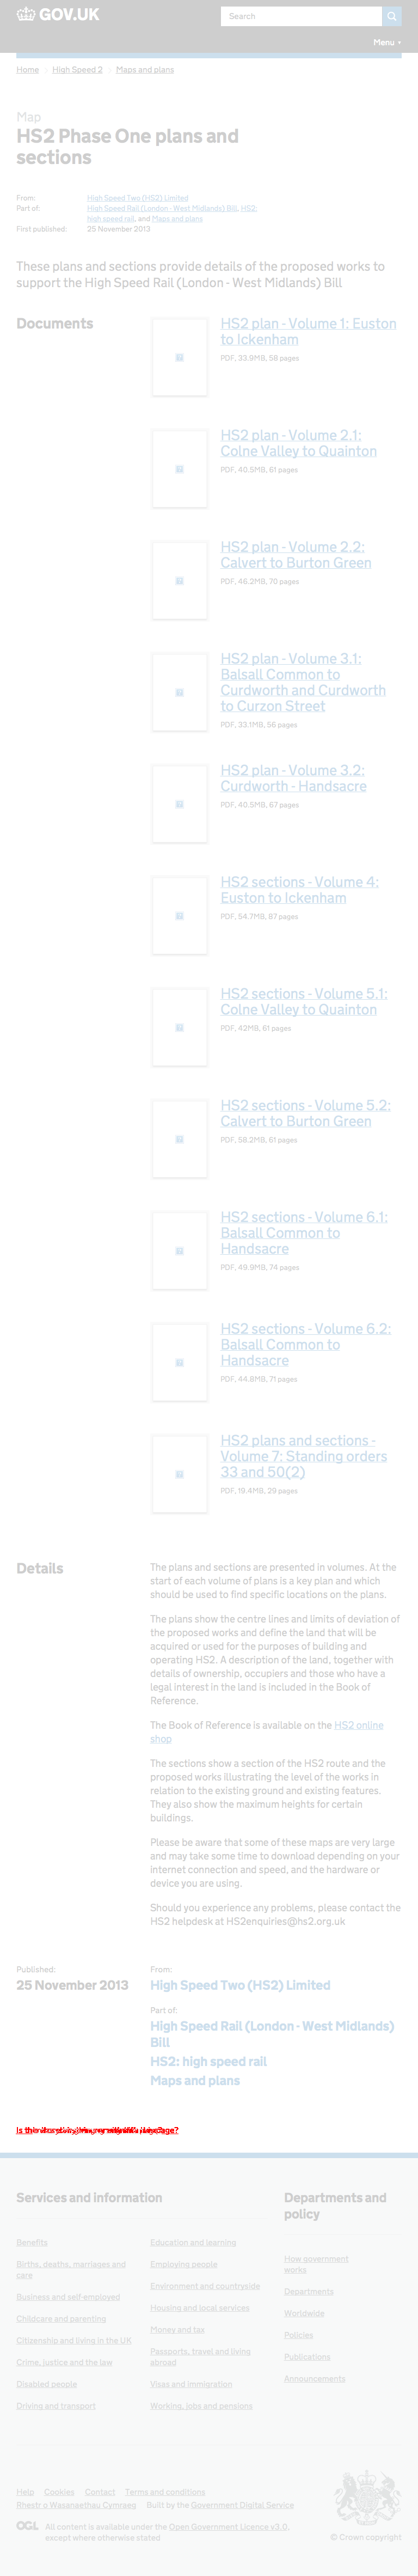 GOV.UK
Search
Menu
Home High Speed 2 Maps and plans
Map
HS2 Phase One plans and
sections
From: High Speed Two (HS2) Limited
Part of: High Speed Rail (London - West Midlands) Bill, HS2:
high speed rail, and Maps and plans
First published: 25 November 2013
These plans and sections provide details of the proposed works to
support the High Speed Rail (London - West Midlands) Bill
Documents
HS2 plan - Volume 1: Euston
to Ickenham
PDF, 33.9MB, 58 pages
HS2 plan - Volume 2.1:
Colne Valley to Quainton
PDF, 40.5MB, 61 pages
HS2 plan - Volume 2.2:
Calvert to Burton Green
PDF, 46.2MB, 70 pages
HS2 plan - Volume 3.1:
Balsall Common to
Curdworth and Curdworth
to Curzon Street
PDF, 33.1MB, 56 pages
HS2 plan - Volume 3.2:
Curdworth - Handsacre
PDF, 40.5MB, 67 pages
HS2 sections - Volume 4:
Euston to Ickenham
PDF, 54.7MB, 87 pages
HS2 sections - Volume 5.1:
Colne Valley to Quainton
PDF, 42MB, 61 pages
HS2 sections - Volume 5.2:
Calvert to Burton Green
PDF, 58.2MB, 61 pages
HS2 sections - Volume 6.1:
Balsall Common to
Handsacre
PDF, 49.9MB, 74 pages
HS2 sections - Volume 6.2:
Balsall Common to
Handsacre
PDF, 44.8MB, 71 pages
HS2 plans and sections -
Volume 7: Standing orders
33 and 50(2)
PDF, 19.4MB, 29 pages
Details
The plans and sections are presented in volumes. At the
start of each volume of plans is a key plan and which
should be used to find specific locations on the plans.
The plans show the centre lines and limits of deviation of
the proposed works and define the land that will be
acquired or used for the purposes of building and
operating HS2. A description of the land, together with
details of ownership, occupiers and those who have a
legal interest in the land is included in the Book of
Reference.
The Book of Reference is available on the HS2 online
shop
The sections show a section of the HS2 route and the
proposed works illustrating the level of the works in
relation to the existing ground and existing features.
They also show the maximum heights for certain
buildings.
Please be aware that some of these maps are very large
and may take some time to download depending on your
internet connection and speed, and the hardware or
device you are using.
Should you experience any problems, please contact the
HS2 helpdesk at HS2enquiries@hs2.org.uk
Published:
25 November 2013
From:
High Speed Two (HS2) Limited
Part of:
High Speed Rail (London - West Midlands)
Bill
HS2: high speed rail
Maps and plans
Services and information
Benefits
Births, deaths, marriages and
care
Business and self-employed
Childcare and parenting
Citizenship and living in the UK
Crime, justice and the law
Disabled people
Driving and transport
Education and learning
Employing people
Environment and countryside
Housing and local services
Money and tax
Passports, travel and living
abroad
Visas and immigration
Working, jobs and pensions
Departments and
policy
How government
works
Departments
Worldwide
Policies
Publications
Announcements
Help Cookies Contact Terms and conditions
Rhestr o Wasanaethau Cymraeg Built by the Government Digital Service
OGL All content is available under the Open Government Licence v3.0,
except where otherwise stated
© Crown copyright